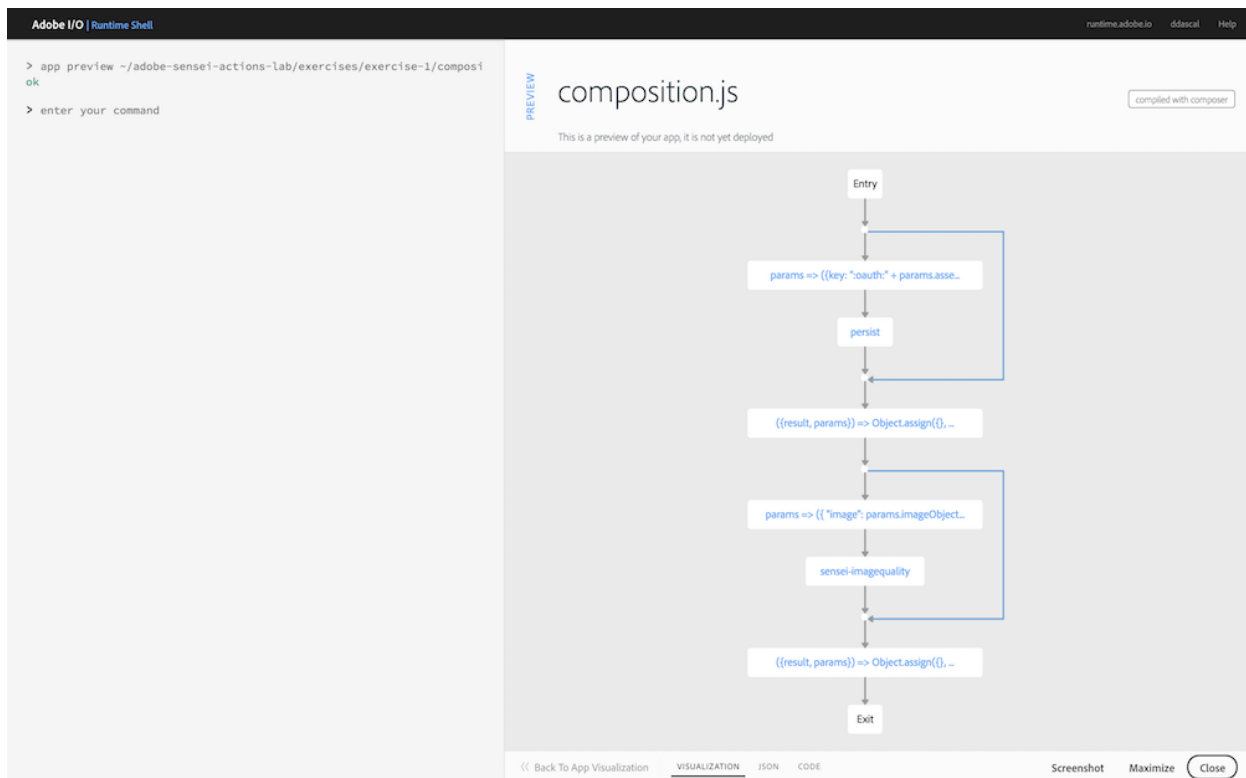 Adobe I/O | Runtime Shell
runtime.adobe.io ddascal Help
> app preview ~/adobe-sensei-actions-lab/exercises/exercise-1/composi
ok
> enter your command
PREVIEW
composition.js
compiled with composer
This is a preview of your app, it is not yet deployed
Entry
params => ({key: ":oauth:" + params.asse...
persist
({result, params}) => Object.assign({}, ...
params => ({ "image": params.imageObject...
sensei-imagequality
({result, params}) => Object.assign({}, ...
Exit
<< Back To App Visualization VISUALIZATION JSON CODE Screenshot Maximize Close